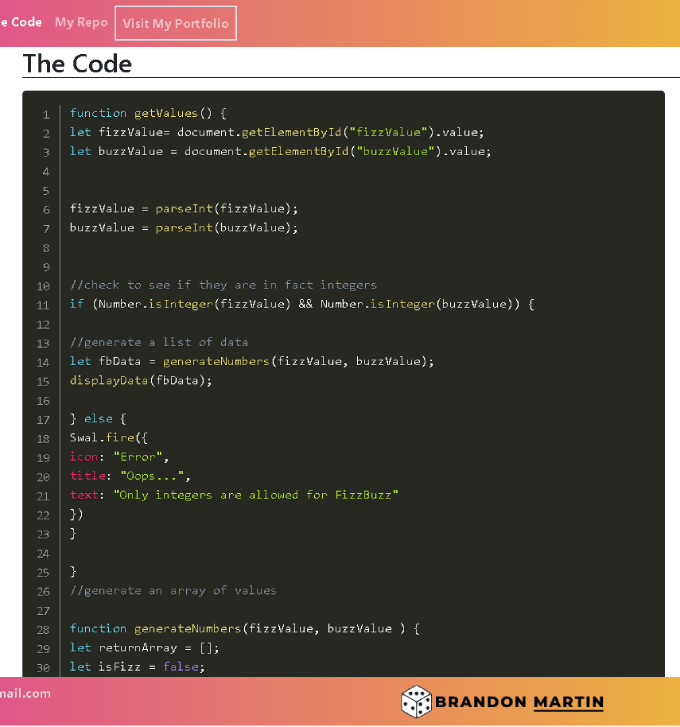 e Code My Repo Visit My Portfolio
The Code
1 function getValues() {
2 let fizzValue= document.getElementById("fizzValue").value;
3 let buzzValue = document.getElementById("buzzValue").value;
4
5
6 fizzValue = parseInt(fizzValue);
7 buzzValue = parseInt(buzzValue);
8
9
10 //check to see if they are in fact integers
11 if (Number.isInteger(fizzValue) && Number.isInteger(buzzValue)) {
12
13 //generate a list of data
14 let fbData = generateNumbers(fizzValue, buzzValue);
15 displayData(fbData);
16
17 } else {
18 Swal.fire({
19 icon: "Error",
20 title: "Oops...",
21 text: "Only integers are allowed for FizzBuzz"
22 })
23 }
24
25 }
26 //generate an array of values
27
28 function generateNumbers(fizzValue, buzzValue ) {
29 let returnArray = [];
30 let isFizz = false;
mail.com
BRANDON MARTIN